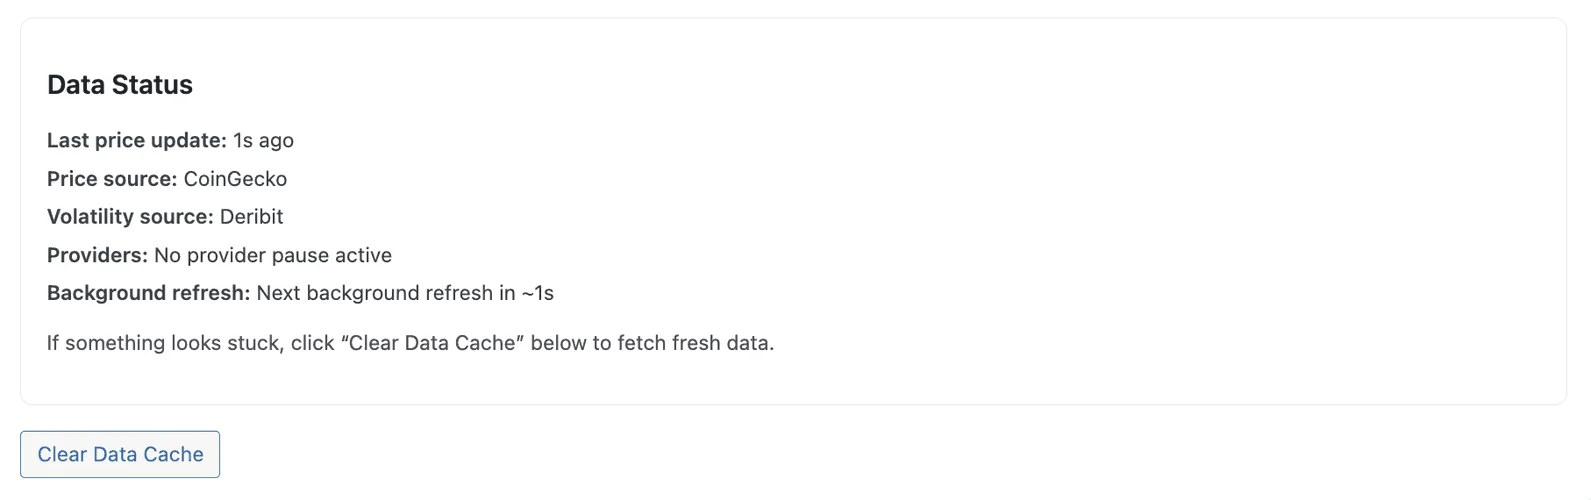 Data Status
Last price update: 1s ago
Price source: CoinGecko
Volatility source: Deribit
Providers: No provider pause active
Background refresh: Next background refresh in ~1s
If something looks stuck, click “Clear Data Cache” below to fetch fresh data.
Clear Data Cache